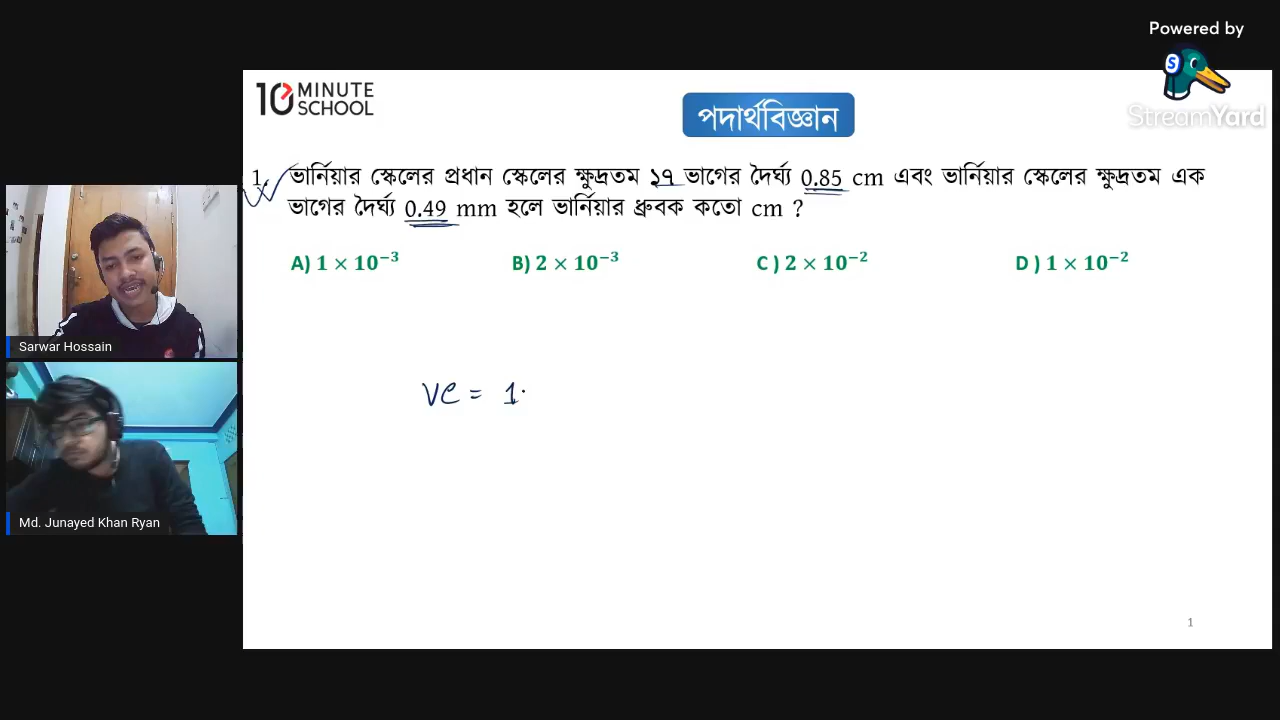 Powered by
S
StreamYard
10 MINUTE
SCHOOL
পদার্থবিজ্ঞান
1. ভার্নিয়ার স্কেলের প্রধান স্কেলের ক্ষুদ্রতম ১৭ ভাগের দৈর্ঘ্য 0.85 cm এবং ভার্নিয়ার স্কেলের ক্ষুদ্রতম এক
ভাগের দৈর্ঘ্য 0.49 mm হলে ভার্নিয়ার ধ্রুবক কতো cm ?
A) 1 × 10⁻³ B) 2 × 10⁻³ C ) 2 × 10⁻² D ) 1 × 10⁻²
VC = 1.
Sarwar Hossain
Md. Junayed Khan Ryan
1